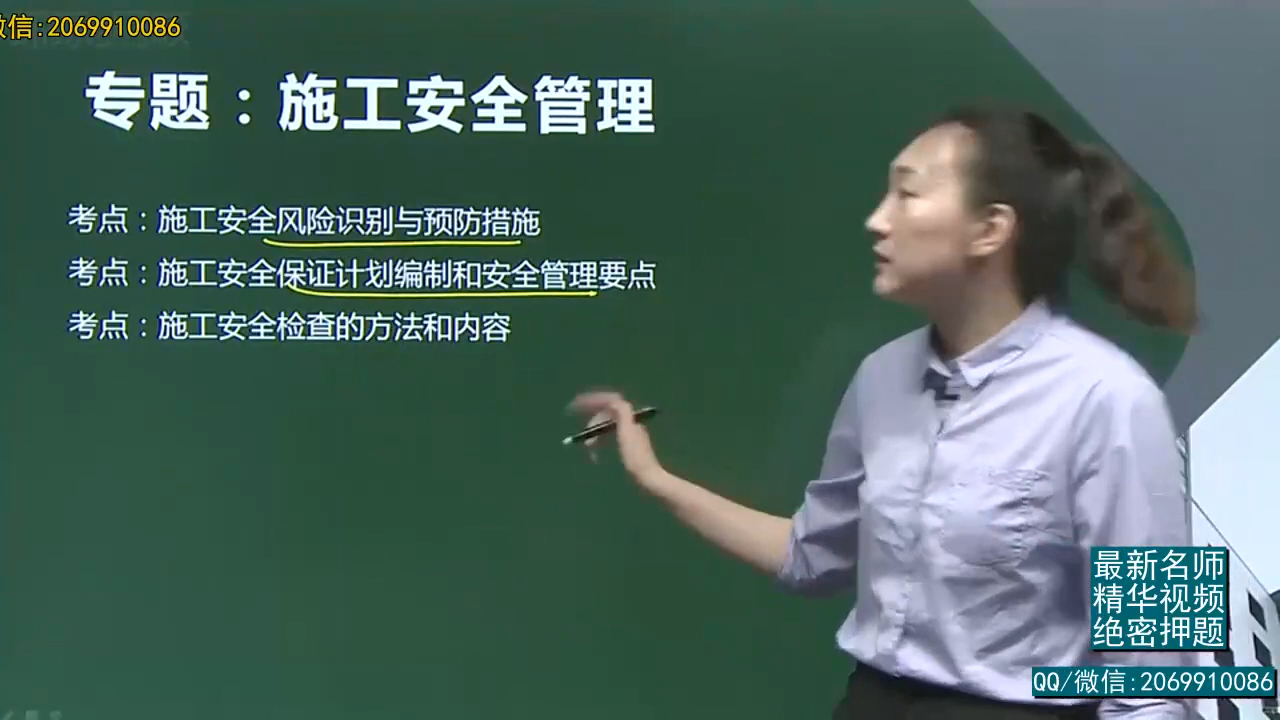 微信:2069910086
专题：施工安全管理
考点：施工安全风险识别与预防措施
考点：施工安全保证计划编制和安全管理要点
考点：施工安全检查的方法和内容
最新名师
精华视频
绝密押题
QQ/微信:2069910086